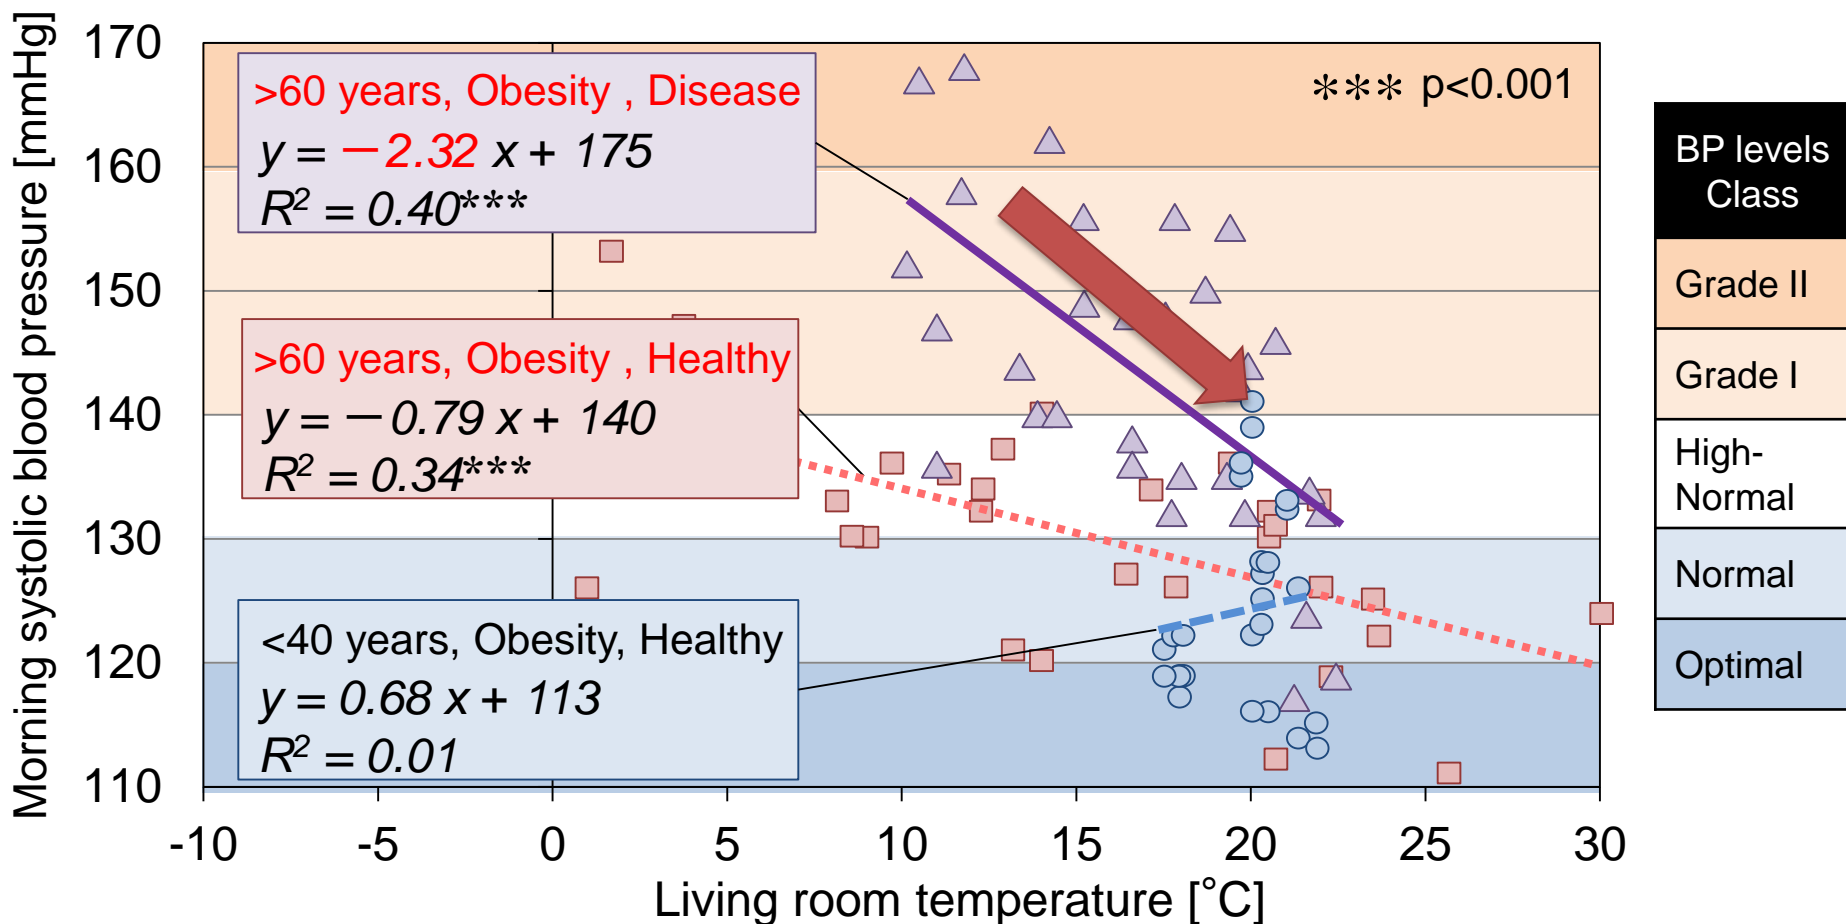 Morning systolic blood pressure [mmHg]
170
160
150
140
130
120
110
>60 years, Obesity , Disease
y = −2.32 x + 175
R² = 0.40***
>60 years, Obesity , Healthy
y = −0.79 x + 140
R² = 0.34***
<40 years, Obesity, Healthy
y = 0.68 x + 113
R² = 0.01
*** p<0.001
-10 -5 0 5 10 15 20 25 30
Living room temperature [°C]
BP levels
Class
Grade II
Grade I
High-
Normal
Normal
Optimal